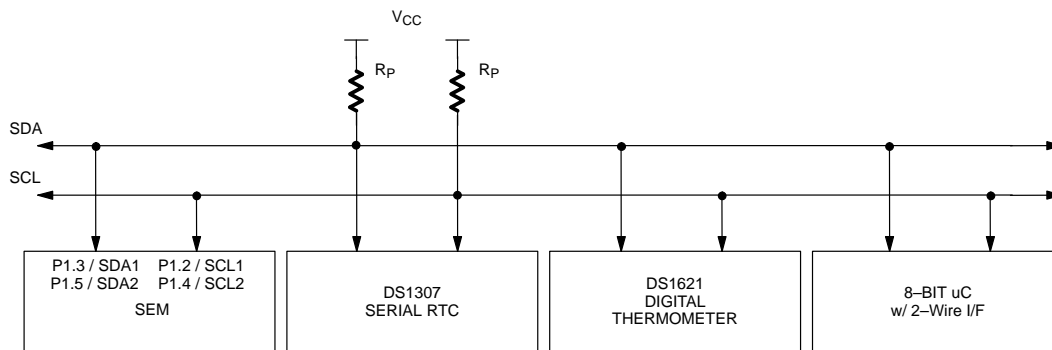 VCC
RP RP
SDA
SCL
P1.3 / SDA1 P1.2 / SCL1
P1.5 / SDA2 P1.4 / SCL2
SEM
DS1307
SERIAL RTC
DS1621
DIGITAL
THERMOMETER
8–BIT uC
w/ 2–Wire I/F